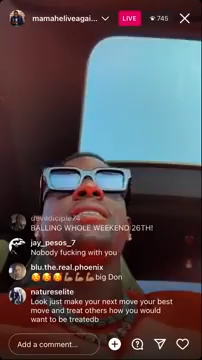 mamaheliveagai...
LIVE
745
devildiciple74
BALLING WHOLE WEEKEND 26TH!
jay_pesos_7
Nobody fucking with you
blu.the.real.phoenix
🥰🥰🥰💪🏾💪🏾💪🏾big Don
natureselite
Look just make your next move your best
move and treat others how you would
want to be treatedb
Add a comment...